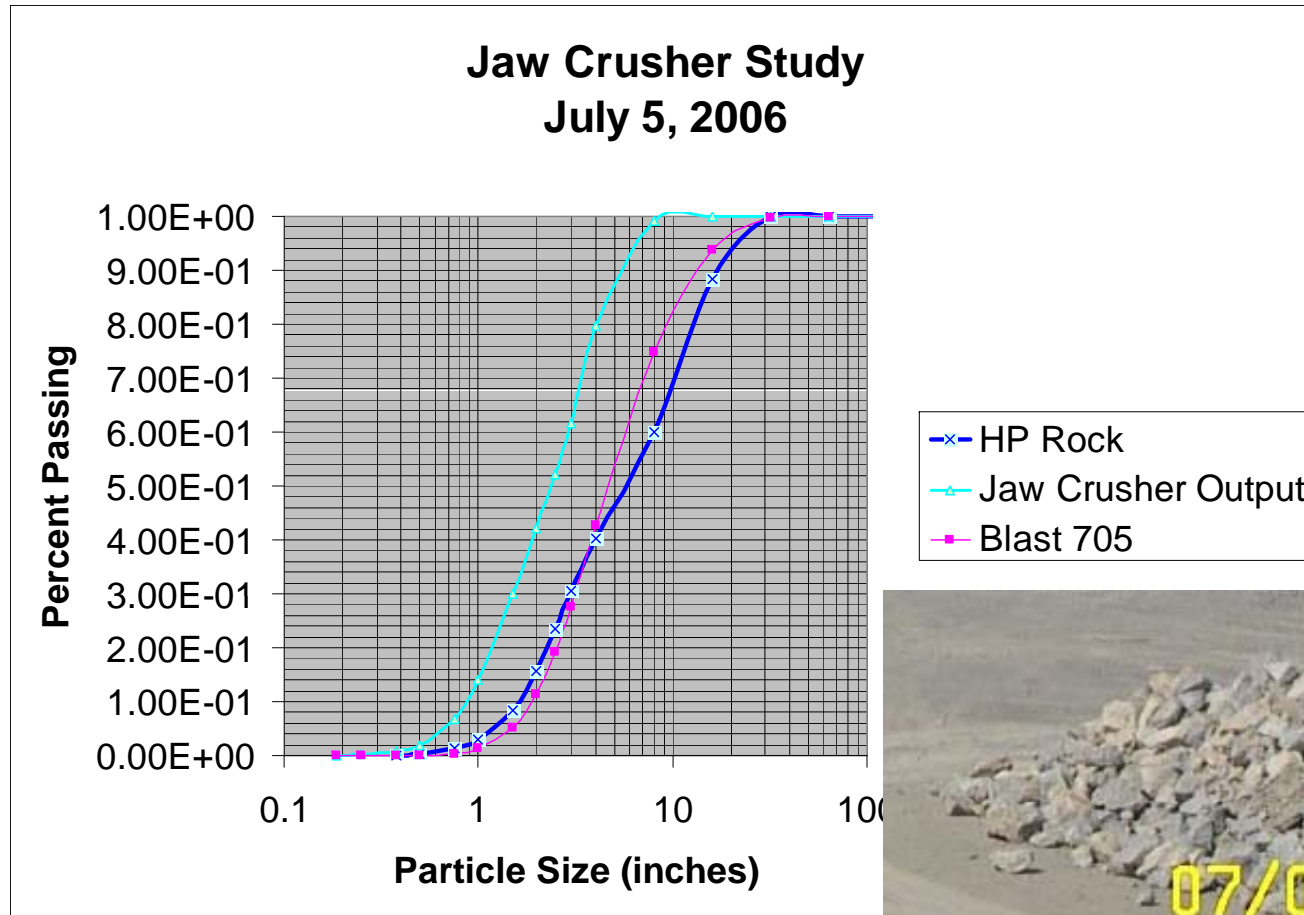 Jaw Crusher Study
July 5, 2006
1.00E+00
9.00E-01
8.00E-01
7.00E-01
6.00E-01
5.00E-01
4.00E-01
3.00E-01
2.00E-01
1.00E-01
0.00E+00
Percent Passing
0.1
1
10
100
Particle Size (inches)
HP Rock
Jaw Crusher Output
Blast 705
07/0